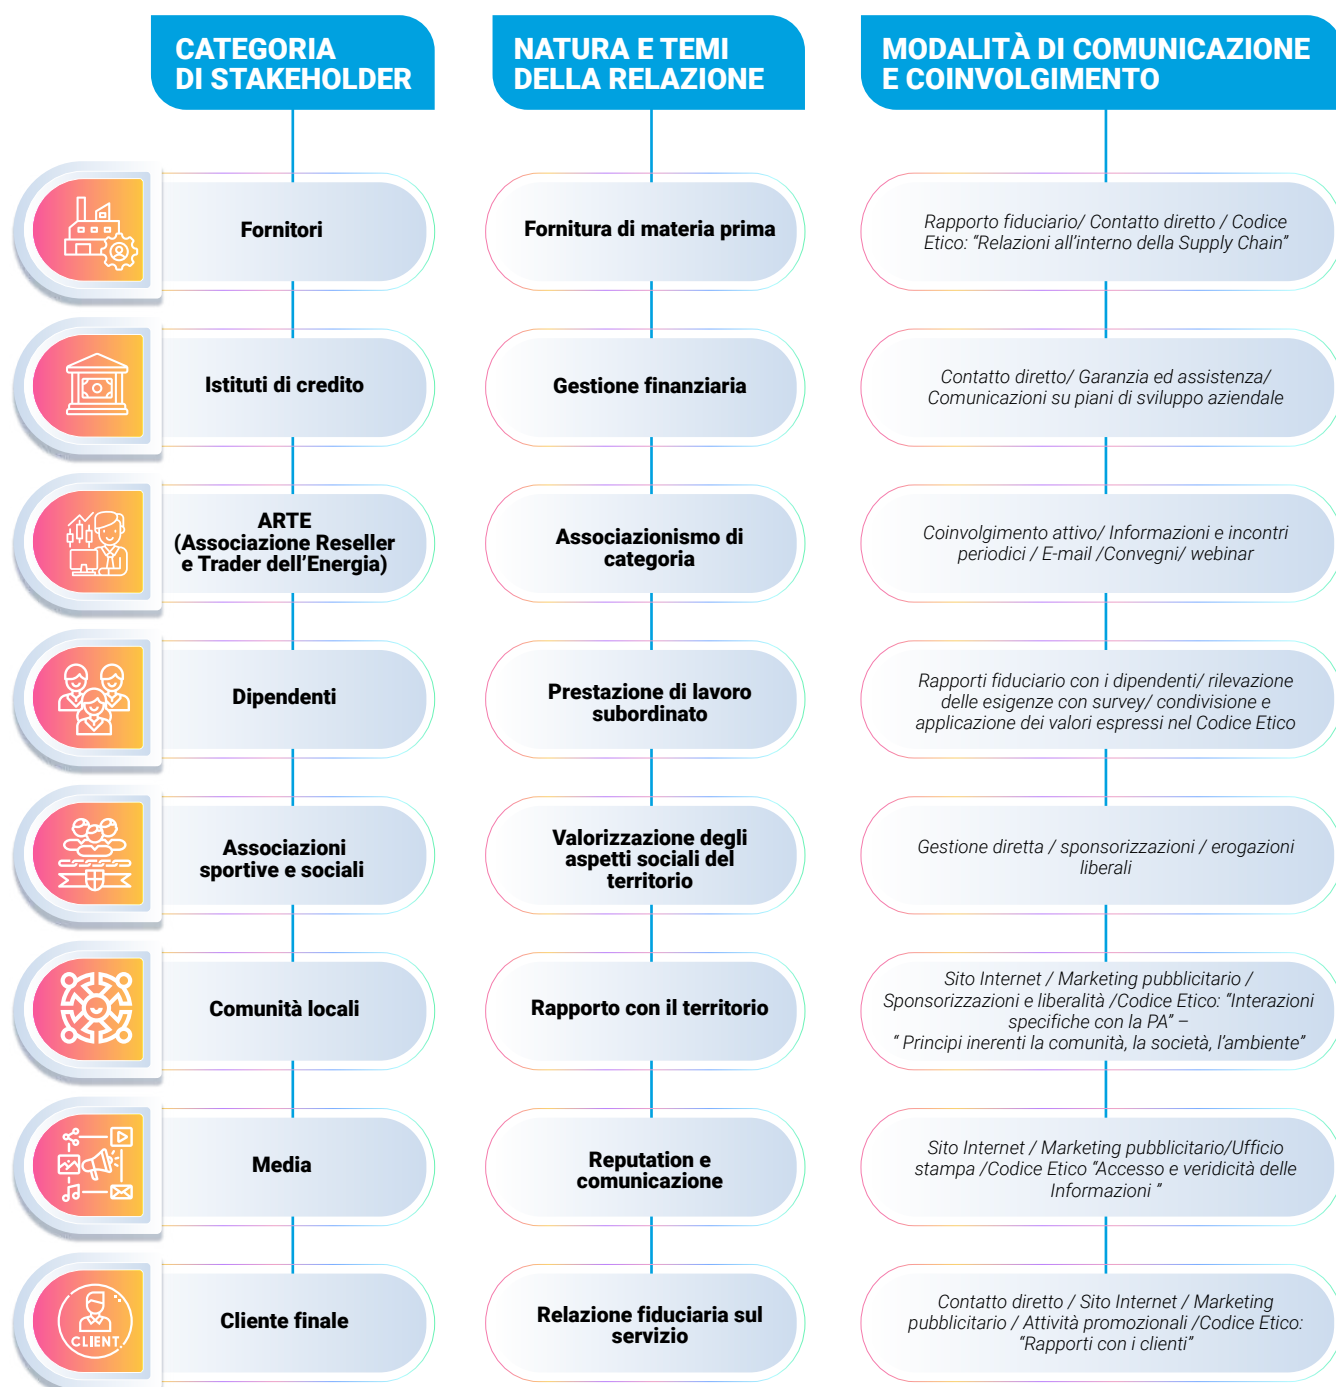 CATEGORIA
DI STAKEHOLDER
NATURA E TEMI
DELLA RELAZIONE
MODALITÀ DI COMUNICAZIONE
E COINVOLGIMENTO
Fornitori
Fornitura di materia prima
Rapporto fiduciario/ Contatto diretto / Codice
Etico: “Relazioni all’interno della Supply Chain”
Istituti di credito
Gestione finanziaria
Contatto diretto/ Garanzia ed assistenza/
Comunicazioni su piani di sviluppo aziendale
ARTE
(Associazione Reseller
e Trader dell’Energia)
Associazionismo di
categoria
Coinvolgimento attivo/ Informazioni e incontri
periodici / E-mail /Convegni/ webinar
Dipendenti
Prestazione di lavoro
subordinato
Rapporti fiduciario con i dipendenti/ rilevazione
delle esigenze con survey/ condivisione e
applicazione dei valori espressi nel Codice Etico
Associazioni
sportive e sociali
Valorizzazione degli
aspetti sociali del
territorio
Gestione diretta / sponsorizzazioni / erogazioni
liberali
Comunità locali
Rapporto con il territorio
Sito Internet / Marketing pubblicitario /
Sponsorizzazioni e liberalità /Codice Etico: “Interazioni
specifiche con la PA” –
“ Principi inerenti la comunità, la società, l’ambiente”
Media
Reputation e
comunicazione
Sito Internet / Marketing pubblicitario/Ufficio
stampa /Codice Etico “Accesso e veridicità delle
Informazioni ”
CLIENT
Cliente finale
Relazione fiduciaria sul
servizio
Contatto diretto / Sito Internet / Marketing
pubblicitario / Attività promozionali /Codice Etico:
“Rapporti con i clienti”